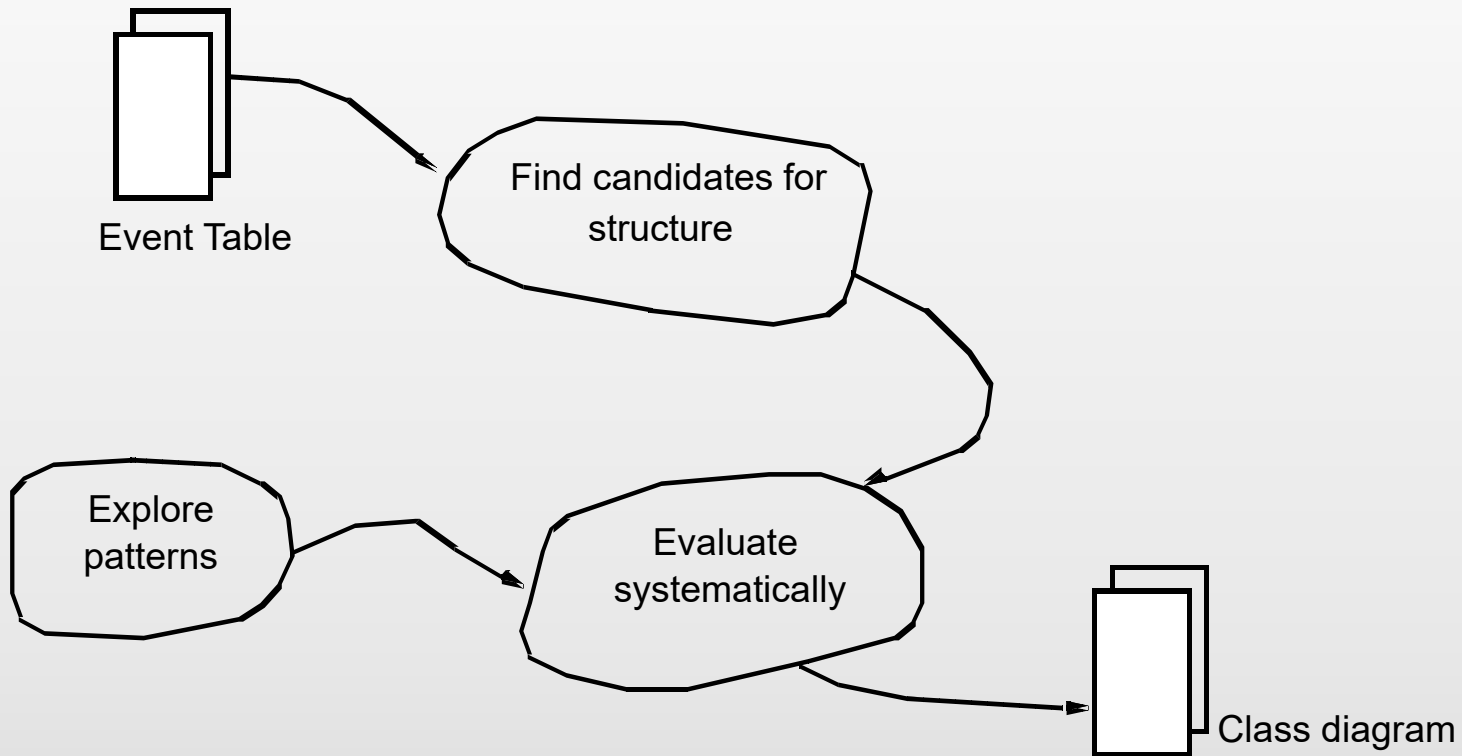 Event Table
Find candidates for
structure
Explore
patterns
Evaluate
systematically
Class diagram